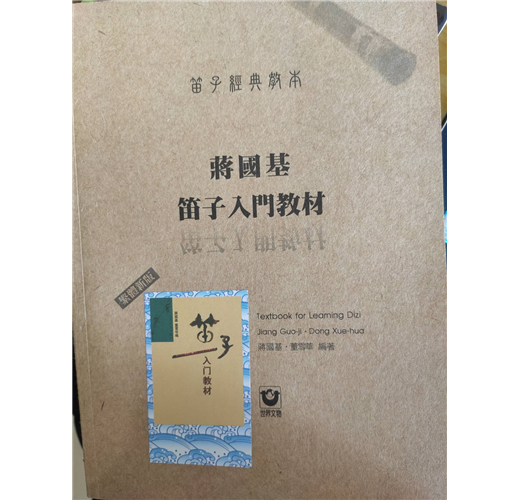 笛子經典教本
蔣國基
笛子入門教材
繁體新版
笛子
入门教材
Textbook for Learning Dizi
Jiang Guo-ji · Dong Xue-hua
蔣國基 · 董雪華 編著
世界文物